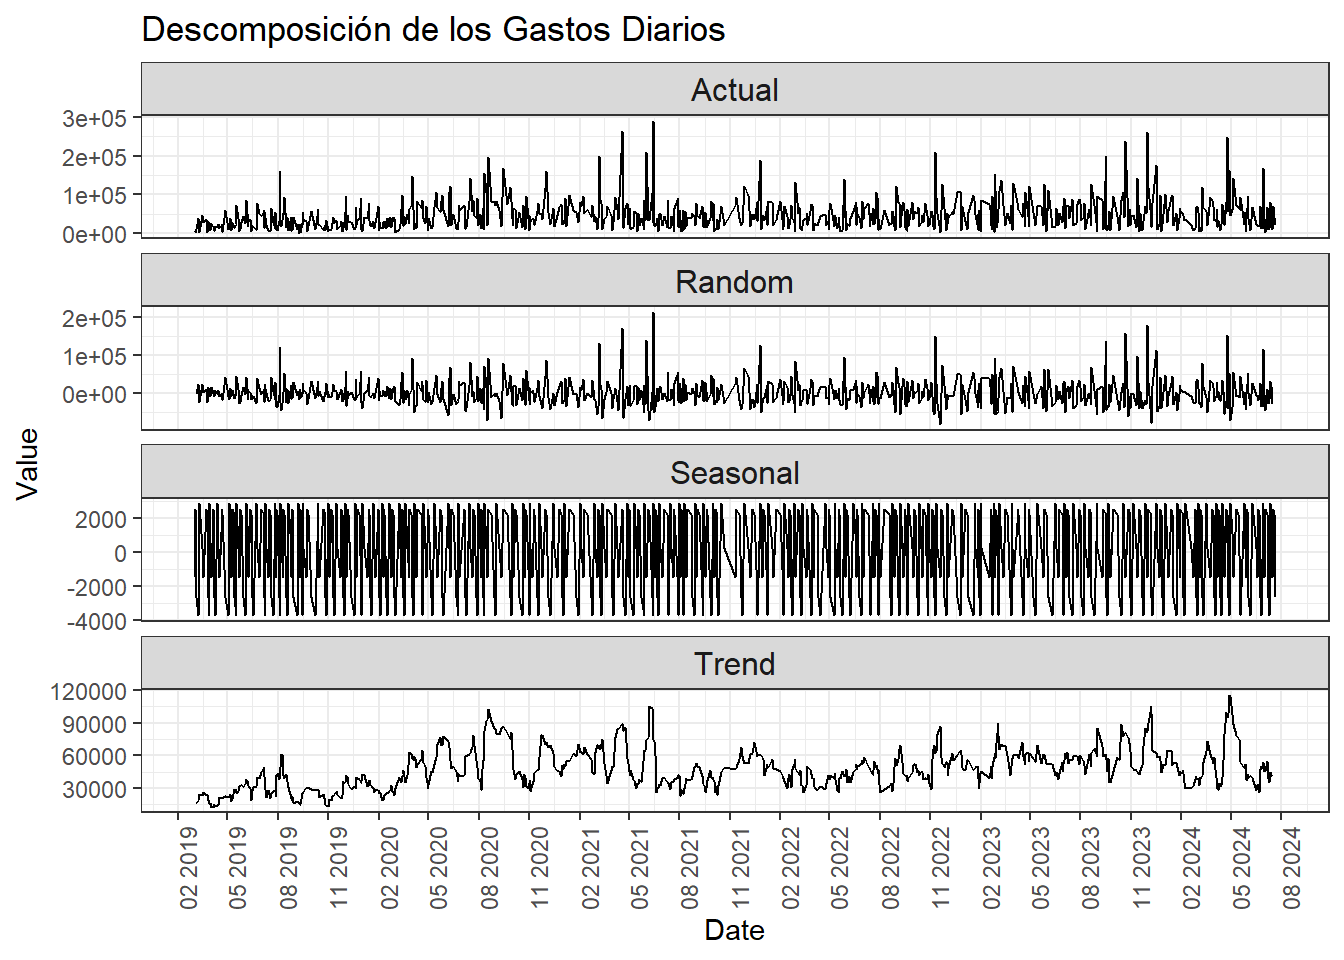 Descomposición de los Gastos Diarios
Actual
3e+05
2e+05
1e+05
0e+00
Random
2e+05
1e+05
0e+00
Value
Seasonal
2000
0
-2000
-4000
Trend
120000
90000
60000
30000
02 2019
05 2019
08 2019
11 2019
02 2020
05 2020
08 2020
11 2020
02 2021
05 2021
08 2021
11 2021
02 2022
05 2022
08 2022
11 2022
02 2023
05 2023
08 2023
11 2023
02 2024
05 2024
08 2024
Date